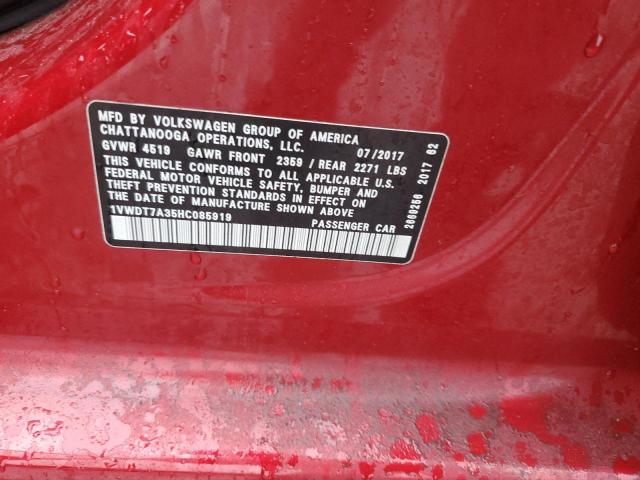 MFD BY VOLKSWAGEN GROUP OF AMERICA
CHATTANOOGA OPERATIONS, LLC. 07/2017
GVWR 4519 GAWR FRONT 2359 / REAR 2271 LBS
THIS VEHICLE CONFORMS TO ALL APPLICABLE U.S.
FEDERAL MOTOR VEHICLE SAFETY, BUMPER AND
THEFT PREVENTION STANDARDS IN EFFECT ON
THE DATE OF MANUFACTURE SHOWN ABOVE
1VWDT7A35HC085919
PASSENGER CAR
2869256 2017 82